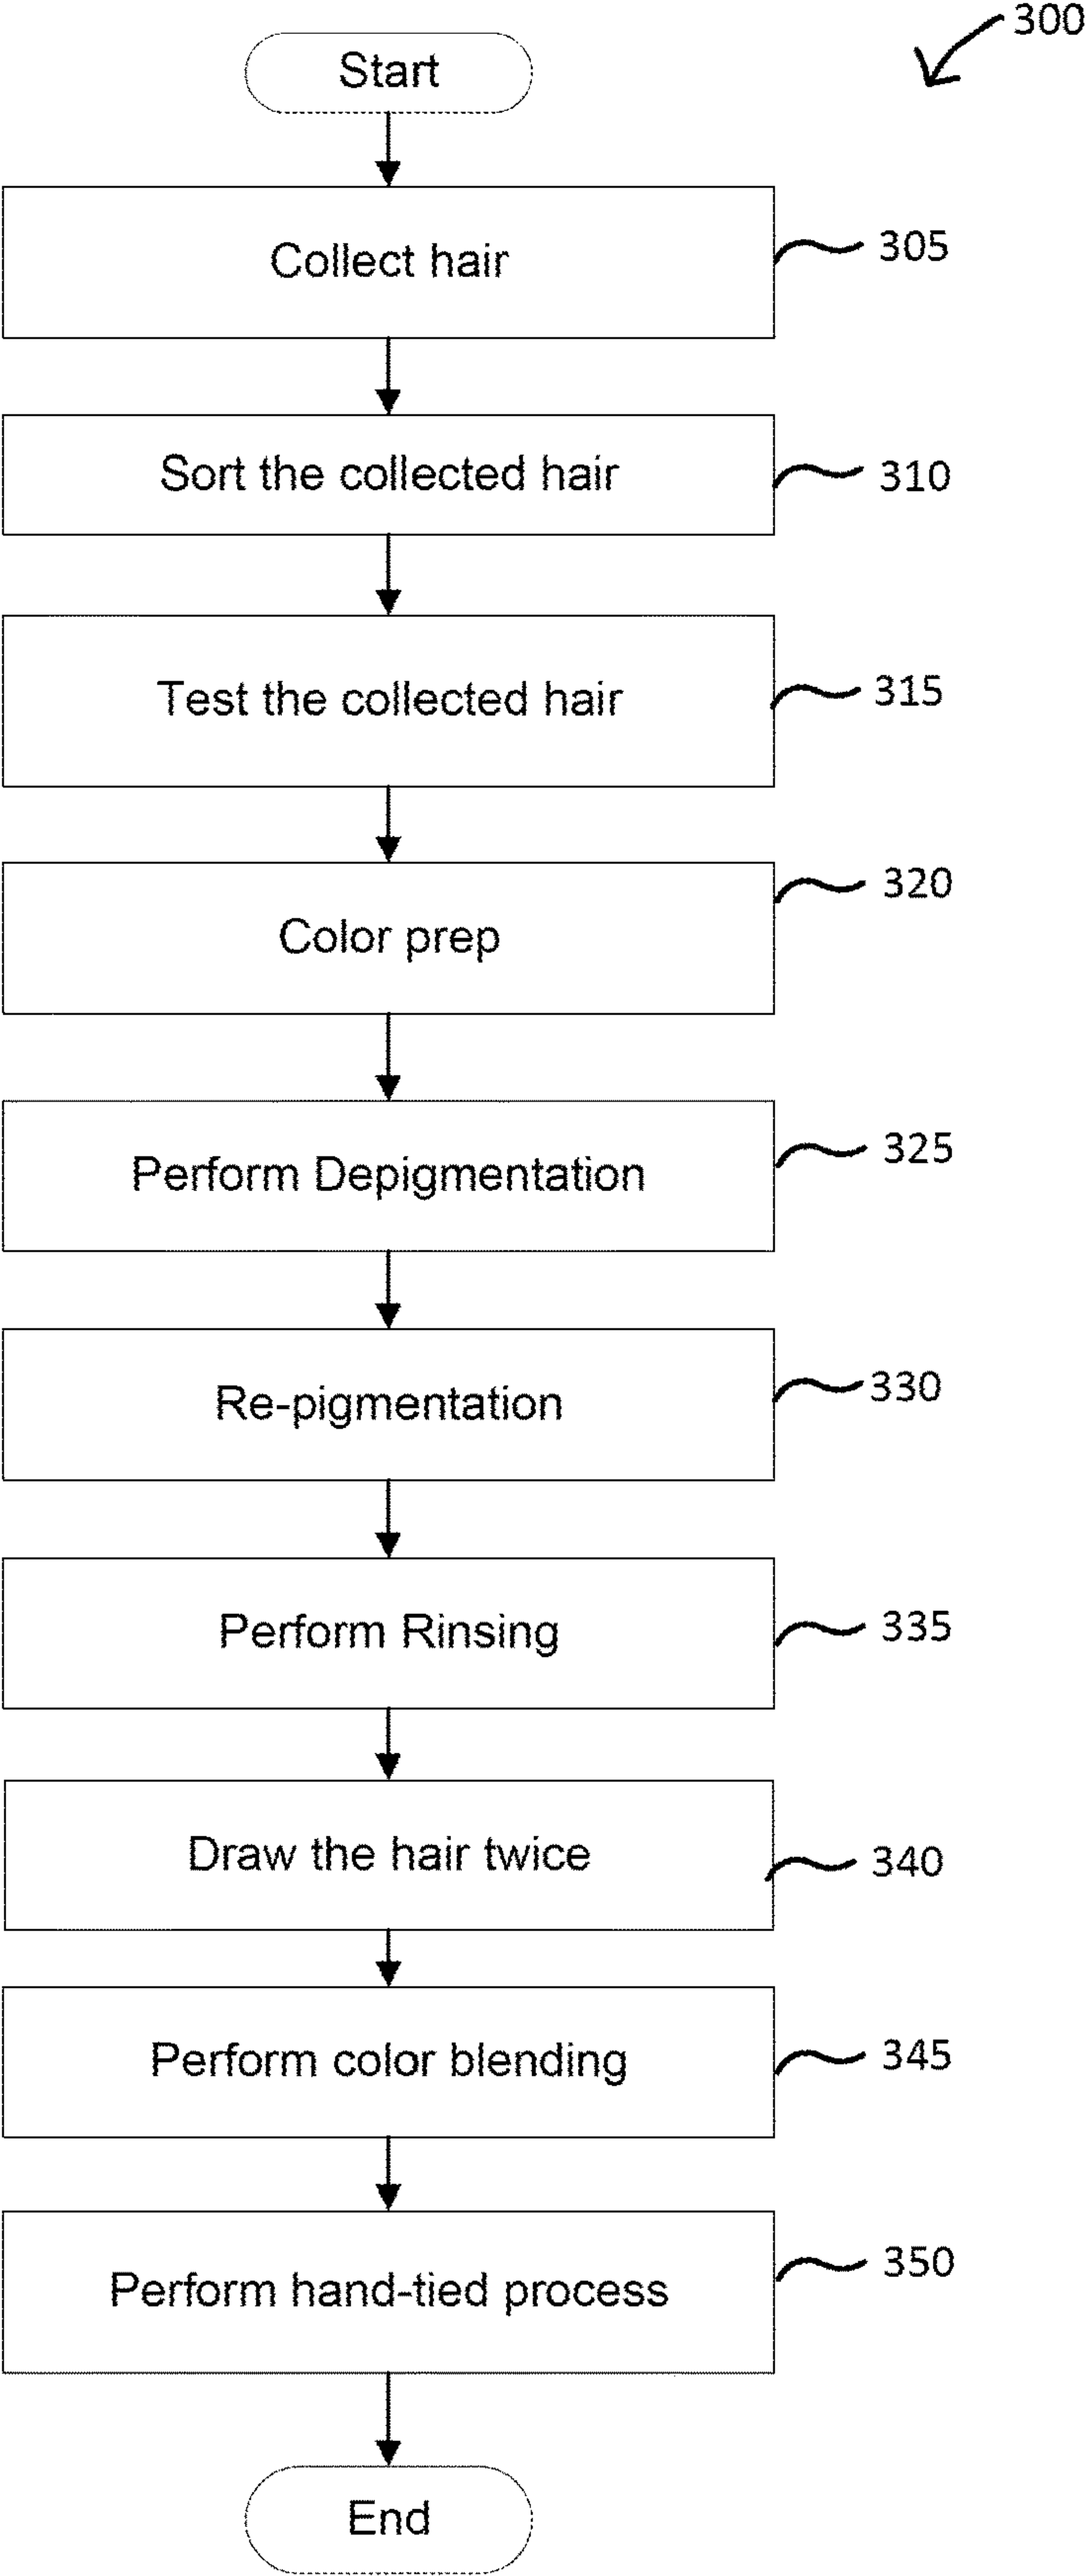 300
Start
Collect hair
305
Sort the collected hair
310
Test the collected hair
315
Color prep
320
Perform Depigmentation
325
Re-pigmentation
330
Perform Rinsing
335
Draw the hair twice
340
Perform color blending
345
Perform hand-tied process
350
End